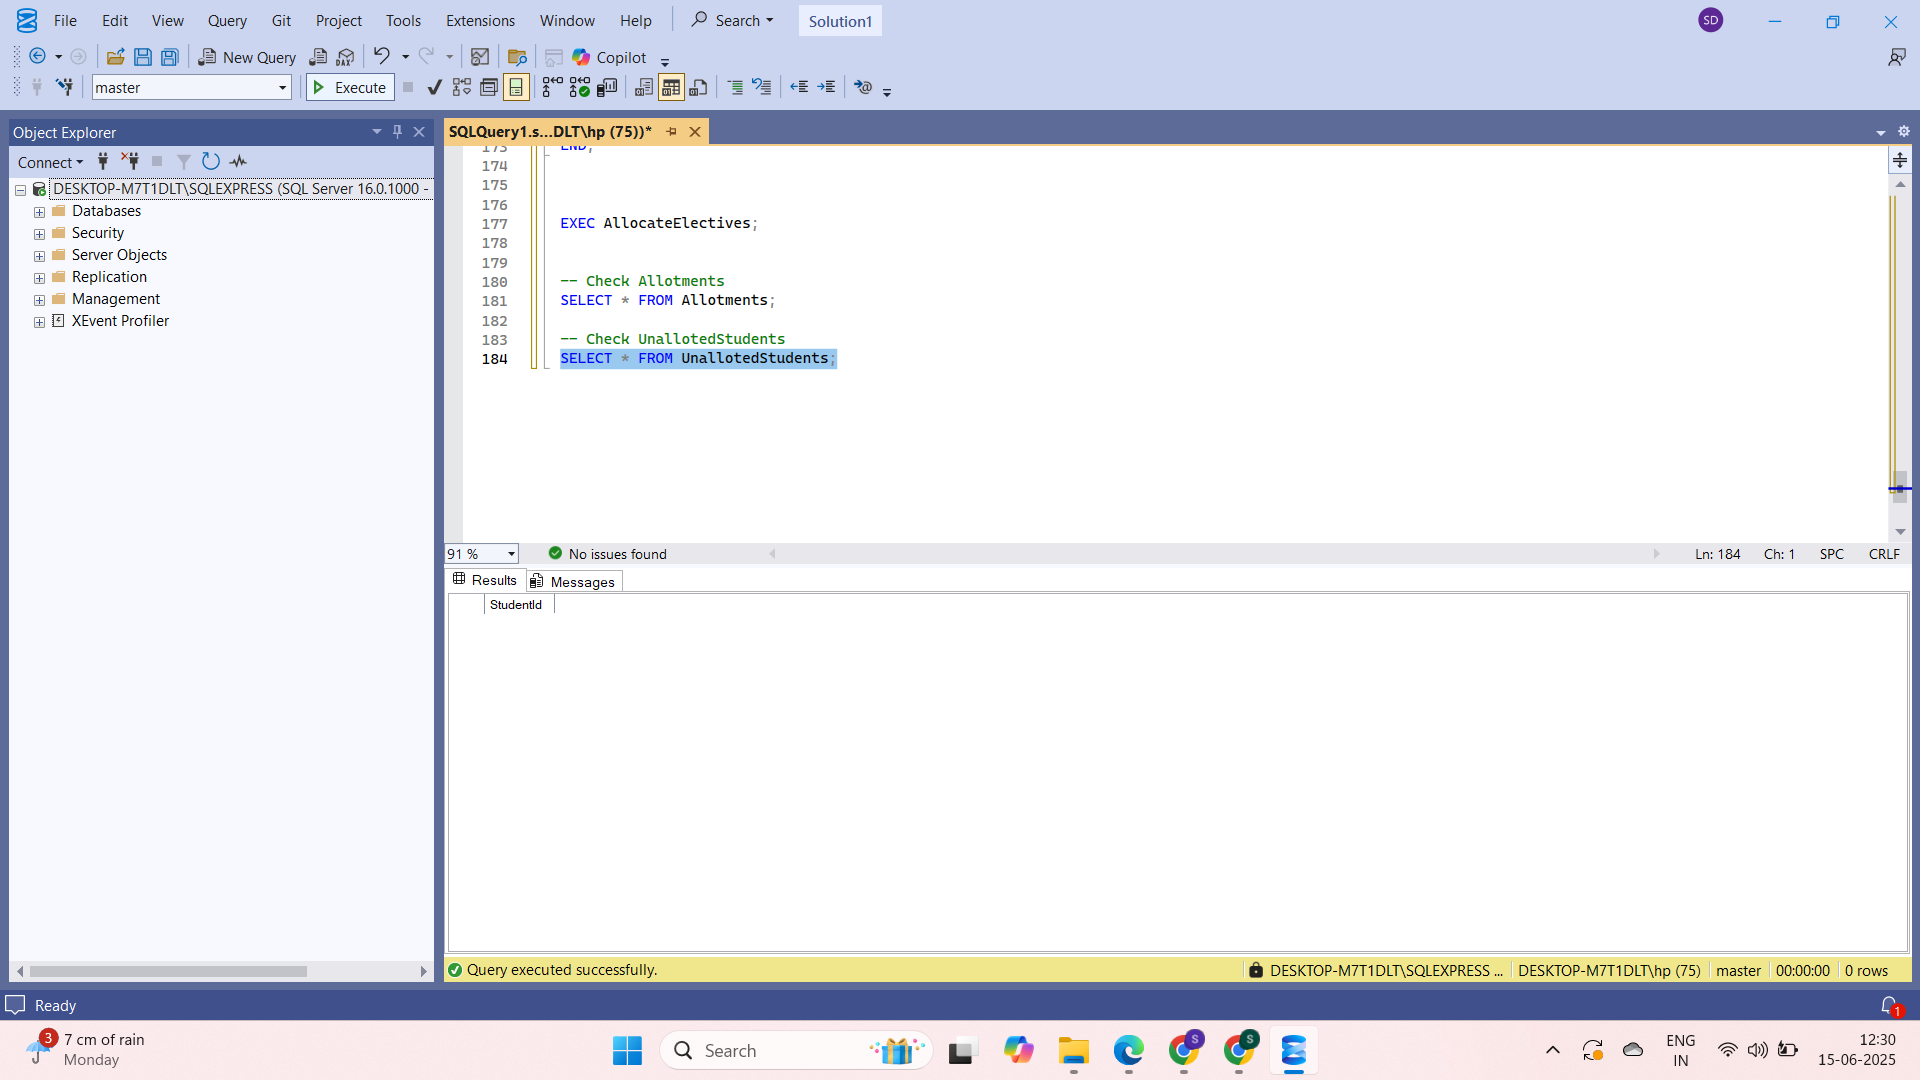 File Edit View Query Git Project Tools Extensions Window Help Search Solution1 SD
New Query DAX Copilot
master Execute
Object Explorer
Connect
DESKTOP-M7T1DLT\SQLEXPRESS (SQL Server 16.0.1000 -
Databases
Security
Server Objects
Replication
Management
XEvent Profiler
SQLQuery1.s...DLT\hp (75))*
173 END;
174
175
176
177 EXEC AllocateElectives;
178
179
180 -- Check Allotments
181 SELECT * FROM Allotments;
182
183 -- Check UnallotedStudents
184 SELECT * FROM UnallotedStudents;
91 % No issues found Ln: 184 Ch: 1 SPC CRLF
Results Messages
StudentId
Query executed successfully. DESKTOP-M7T1DLT\SQLEXPRESS ... DESKTOP-M7T1DLT\hp (75) master 00:00:00 0 rows
Ready 1
3 7 cm of rain
Monday
Search
S S
ENG
IN
12:30
15-06-2025